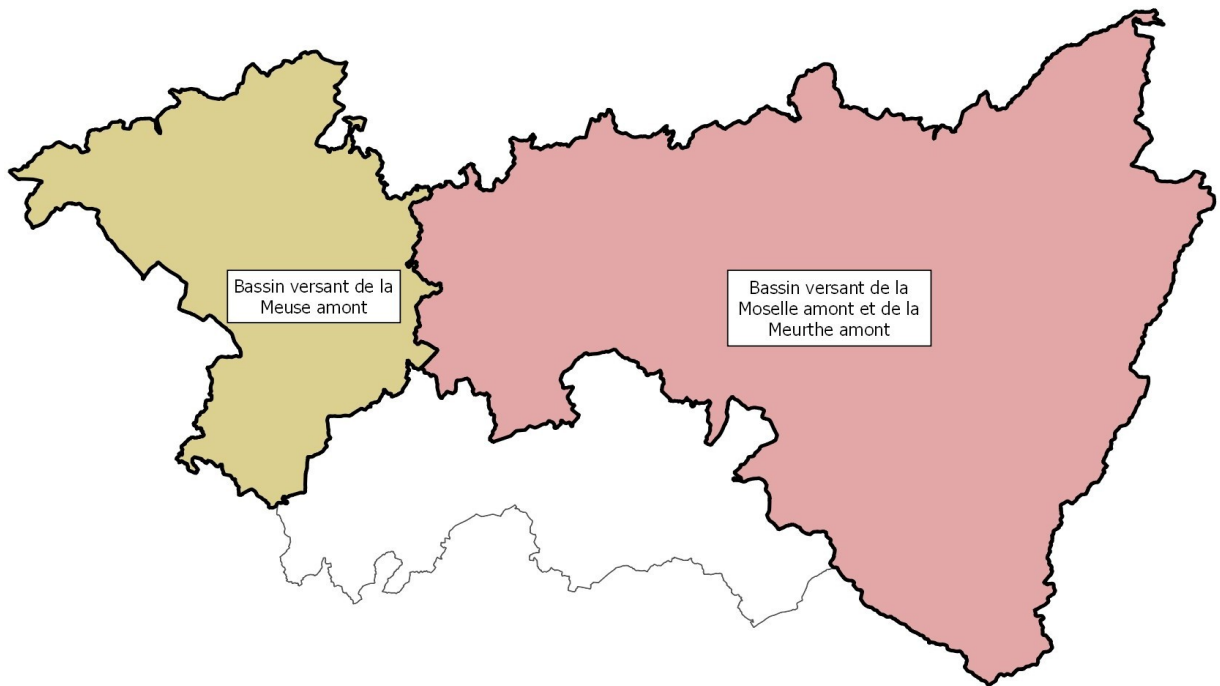 Bassin versant de la
Meuse amont
Bassin versant de la
Moselle amont et de la
Meurthe amont